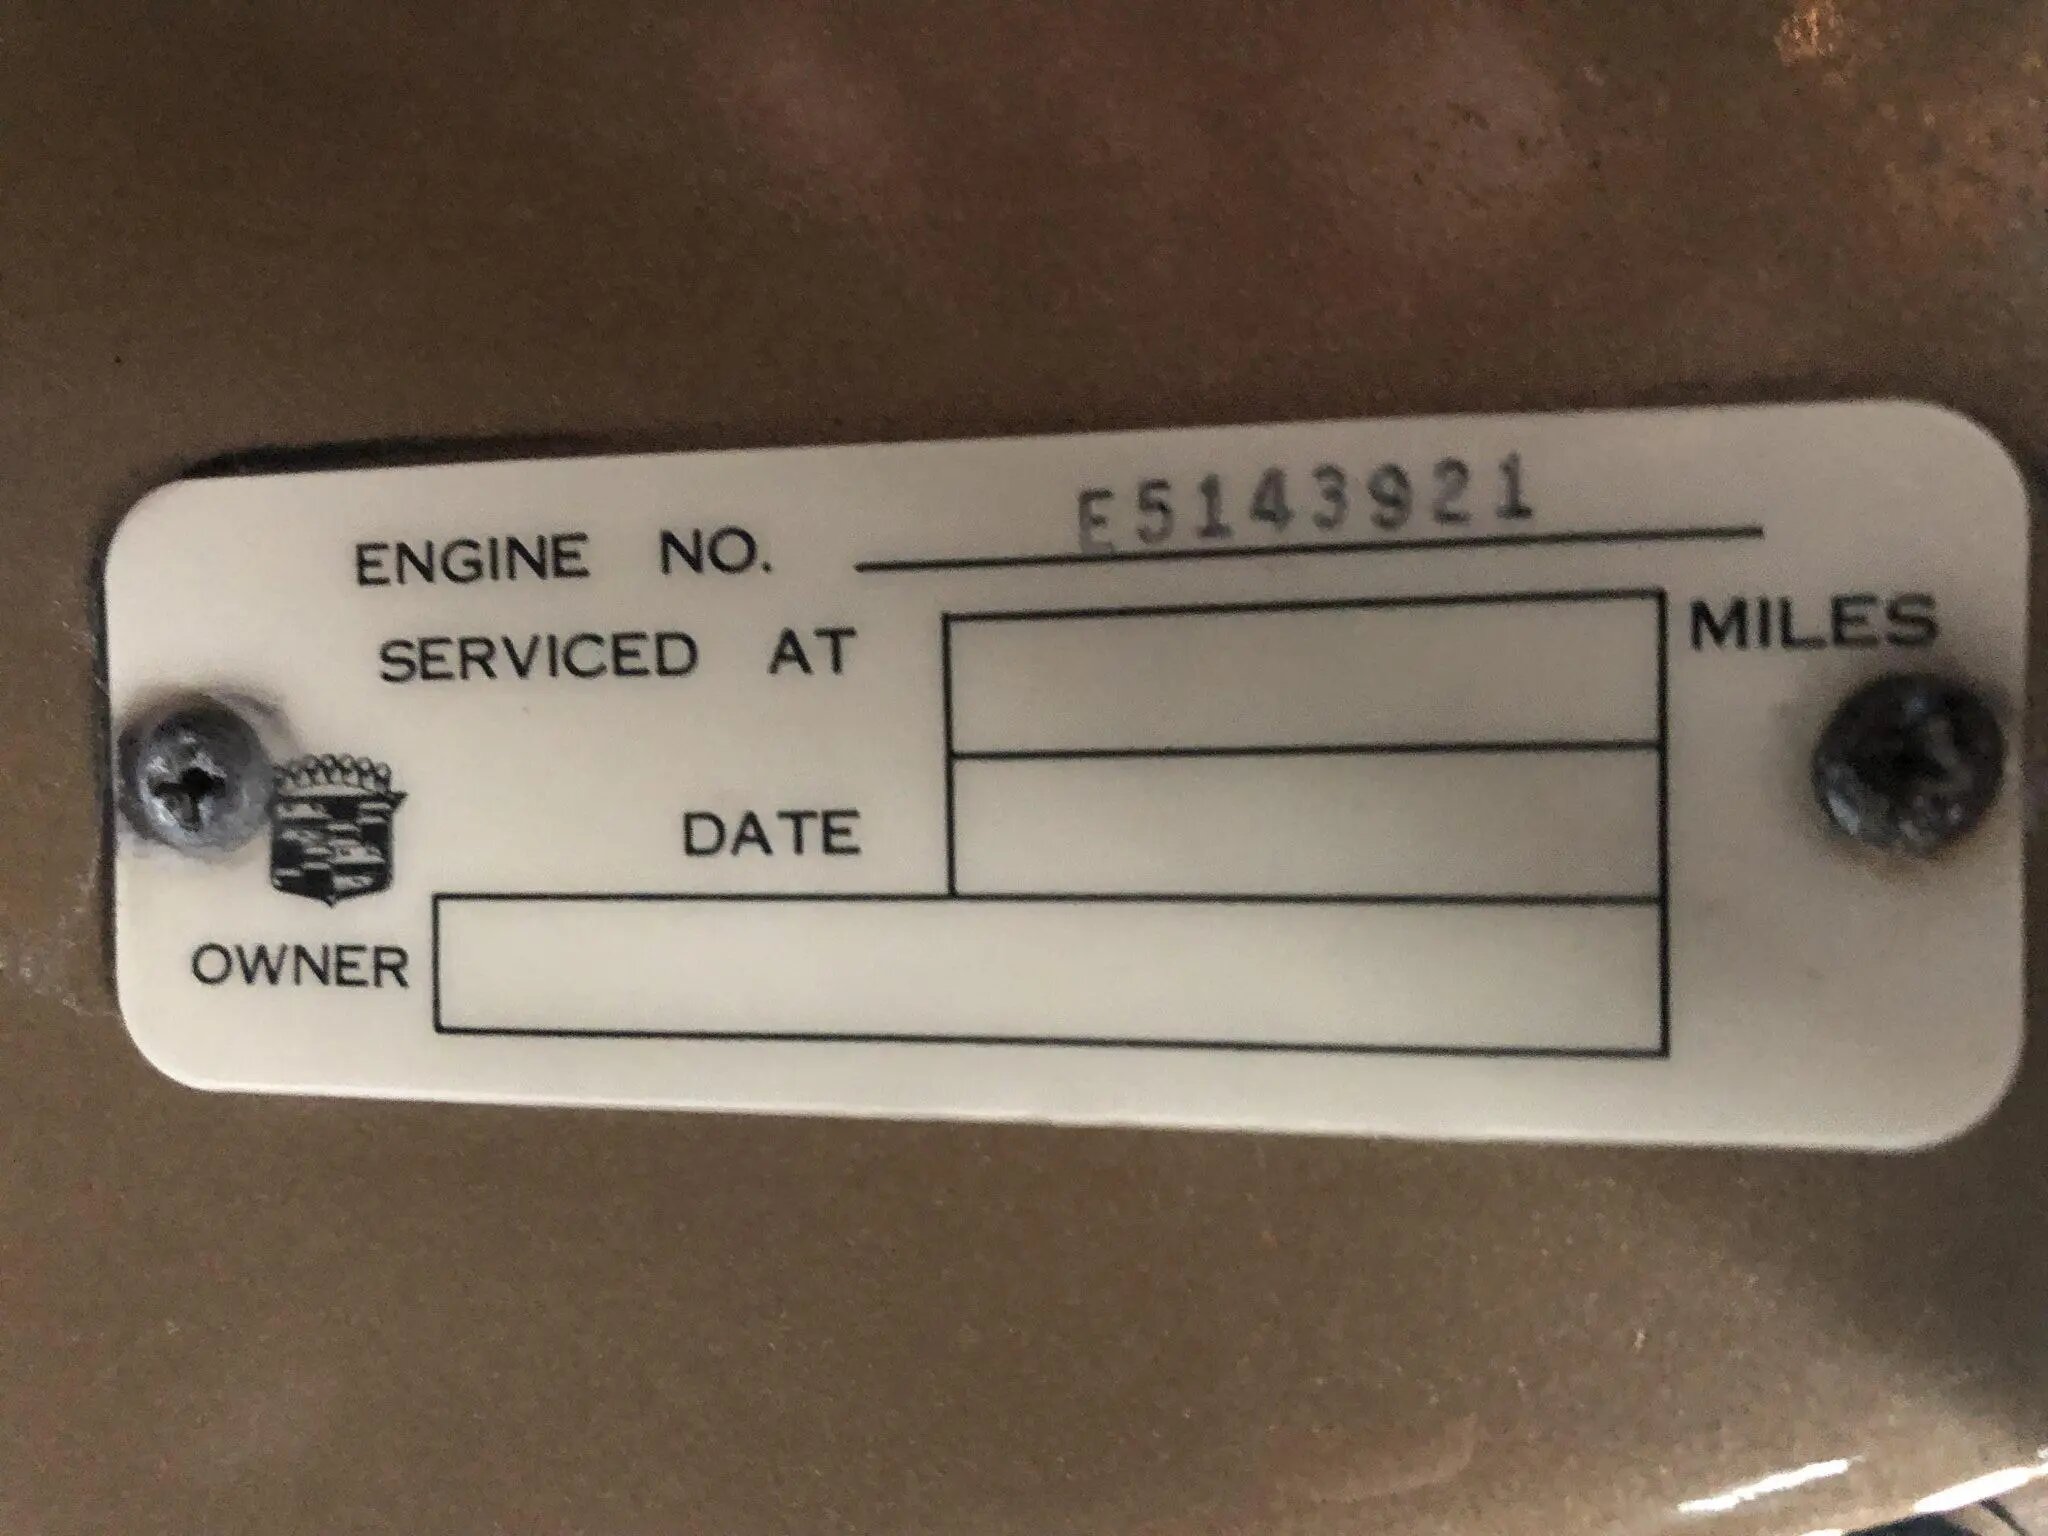 ENGINE NO. E5143921
SERVICED AT MILES
DATE
OWNER